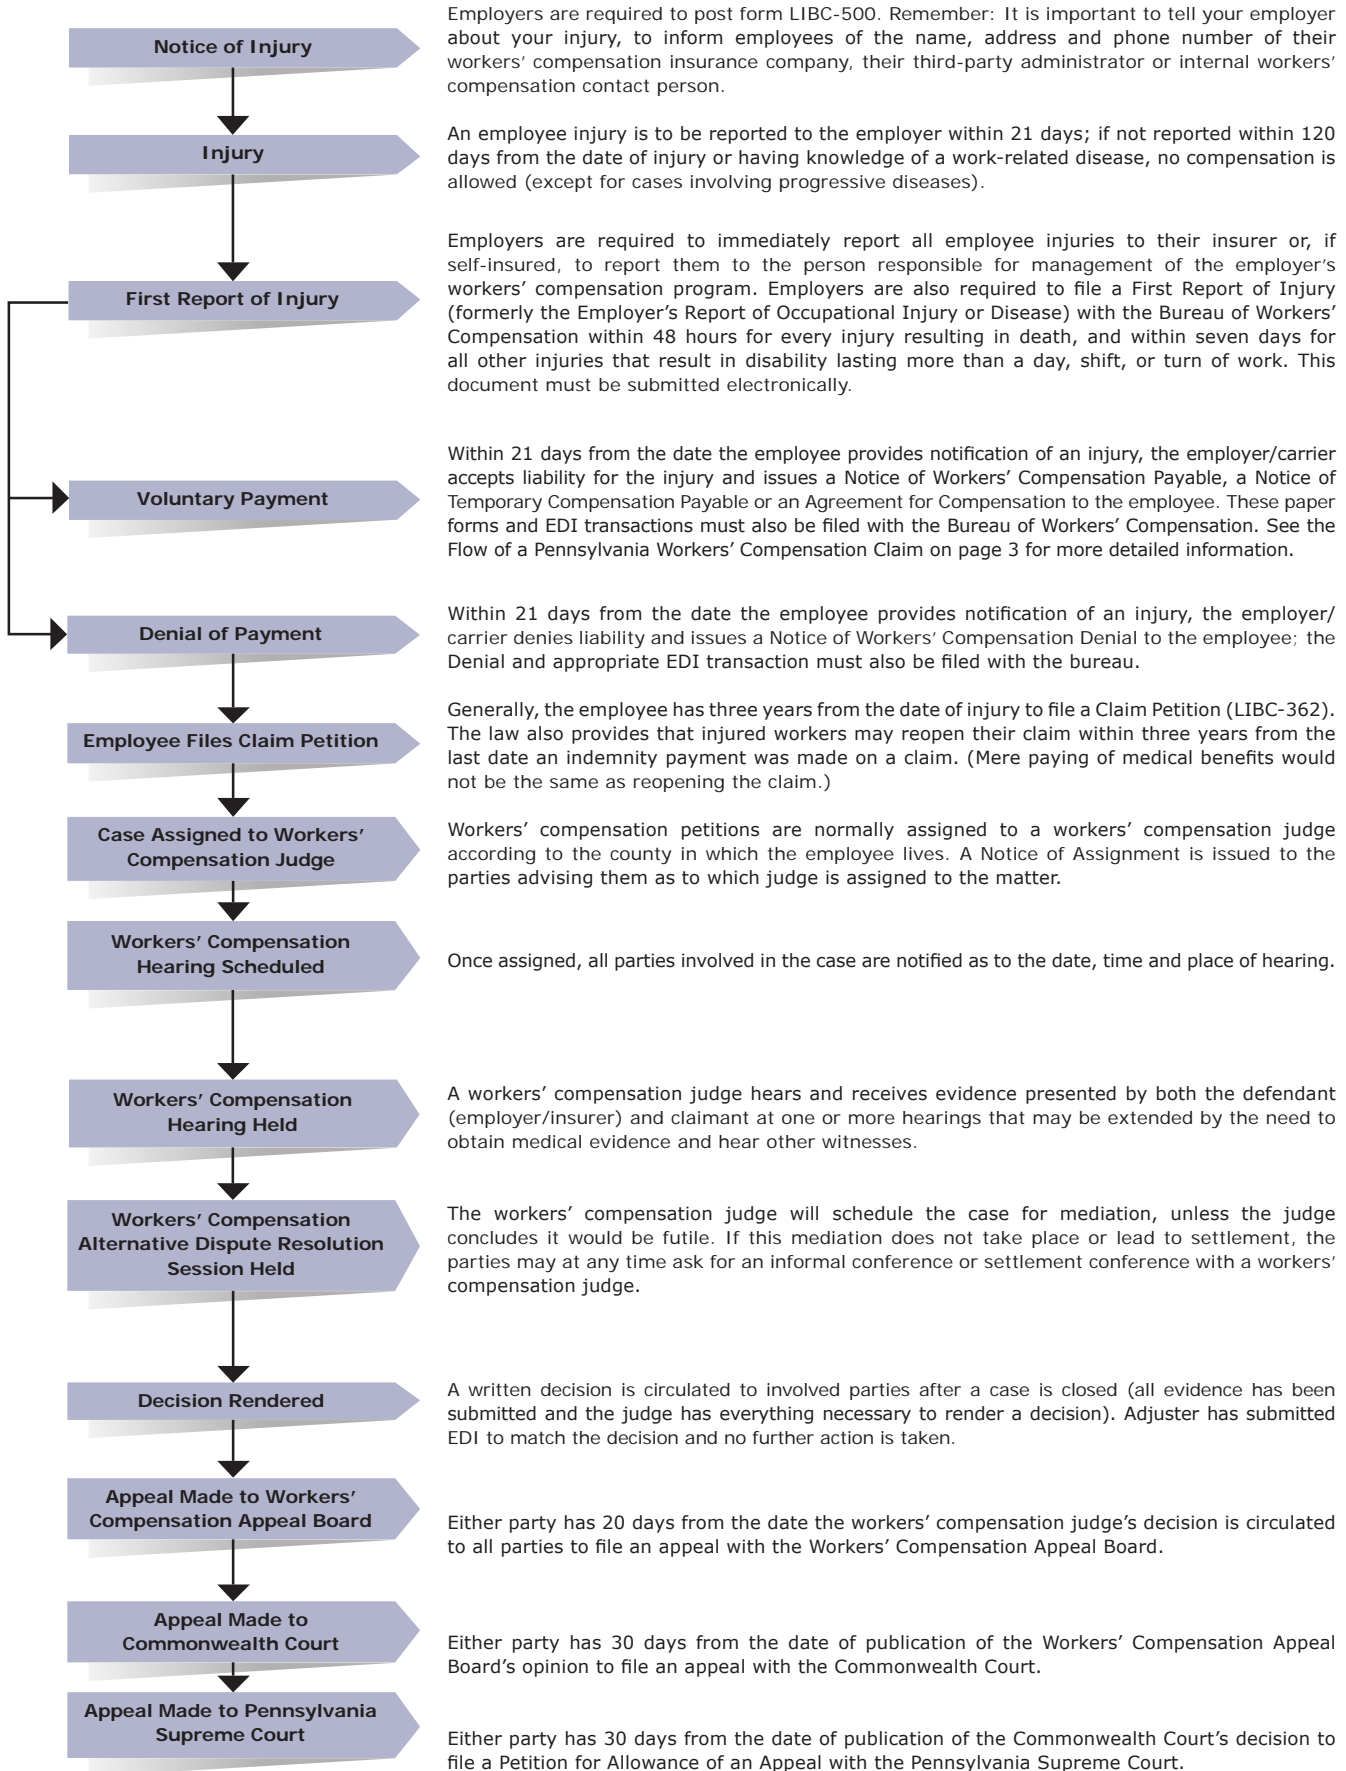 Notice of Injury
Employers are required to post form LIBC-500. Remember: It is important to tell your employer
about your injury, to inform employees of the name, address and phone number of their
workers' compensation insurance company, their third-party administrator or internal workers'
compensation contact person.
Injury
An employee injury is to be reported to the employer within 21 days; if not reported within 120
days from the date of injury or having knowledge of a work-related disease, no compensation is
allowed (except for cases involving progressive diseases).
First Report of Injury
Employers are required to immediately report all employee injuries to their insurer or, if
self-insured, to report them to the person responsible for management of the employer's
workers' compensation program. Employers are also required to file a First Report of Injury
(formerly the Employer's Report of Occupational Injury or Disease) with the Bureau of Workers'
Compensation within 48 hours for every injury resulting in death, and within seven days for
all other injuries that result in disability lasting more than a day, shift, or turn of work. This
document must be submitted electronically.
Voluntary Payment
Within 21 days from the date the employee provides notification of an injury, the employer/carrier
accepts liability for the injury and issues a Notice of Workers' Compensation Payable, a Notice of
Temporary Compensation Payable or an Agreement for Compensation to the employee. These paper
forms and EDI transactions must also be filed with the Bureau of Workers' Compensation. See the
Flow of a Pennsylvania Workers' Compensation Claim on page 3 for more detailed information.
Denial of Payment
Within 21 days from the date the employee provides notification of an injury, the employer/
carrier denies liability and issues a Notice of Workers' Compensation Denial to the employee; the
Denial and appropriate EDI transaction must also be filed with the bureau.
Employee Files Claim Petition
Generally, the employee has three years from the date of injury to file a Claim Petition (LIBC-362).
The law also provides that injured workers may reopen their claim within three years from the
last date an indemnity payment was made on a claim. (Mere paying of medical benefits would
not be the same as reopening the claim.)
Case Assigned to Workers'
Compensation Judge
Workers' compensation petitions are normally assigned to a workers' compensation judge
according to the county in which the employee lives. A Notice of Assignment is issued to the
parties advising them as to which judge is assigned to the matter.
Workers' Compensation
Hearing Scheduled
Once assigned, all parties involved in the case are notified as to the date, time and place of hearing.
Workers' Compensation
Hearing Held
A workers' compensation judge hears and receives evidence presented by both the defendant
(employer/insurer) and claimant at one or more hearings that may be extended by the need to
obtain medical evidence and hear other witnesses.
Workers' Compensation
Alternative Dispute Resolution
Session Held
The workers' compensation judge will schedule the case for mediation, unless the judge
concludes it would be futile. If this mediation does not take place or lead to settlement, the
parties may at any time ask for an informal conference or settlement conference with a workers'
compensation judge.
Decision Rendered
A written decision is circulated to involved parties after a case is closed (all evidence has been
submitted and the judge has everything necessary to render a decision). Adjuster has submitted
EDI to match the decision and no further action is taken.
Appeal Made to Workers'
Compensation Appeal Board
Either party has 20 days from the date the workers' compensation judge's decision is circulated
to all parties to file an appeal with the Workers' Compensation Appeal Board.
Appeal Made to
Commonwealth Court
Either party has 30 days from the date of publication of the Workers' Compensation Appeal
Board's opinion to file an appeal with the Commonwealth Court.
Appeal Made to Pennsylvania
Supreme Court
Either party has 30 days from the date of publication of the Commonwealth Court's decision to
file a Petition for Allowance of an Appeal with the Pennsylvania Supreme Court.